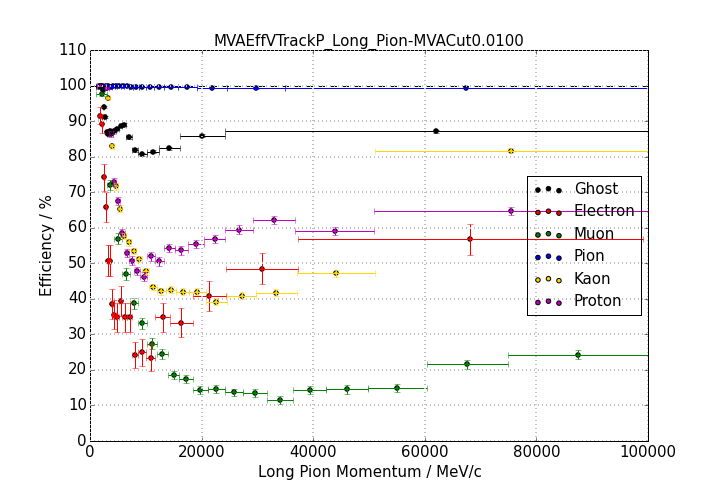 MVAEffVTrackP_Long_Pion-MVACut0.0100
110
100
90
80
70
60
50
40
30
20
10
0
Efficiency / %
Ghost
Electron
Muon
Pion
Kaon
Proton
0 20000 40000 60000 80000 100000
Long Pion Momentum / MeV/c